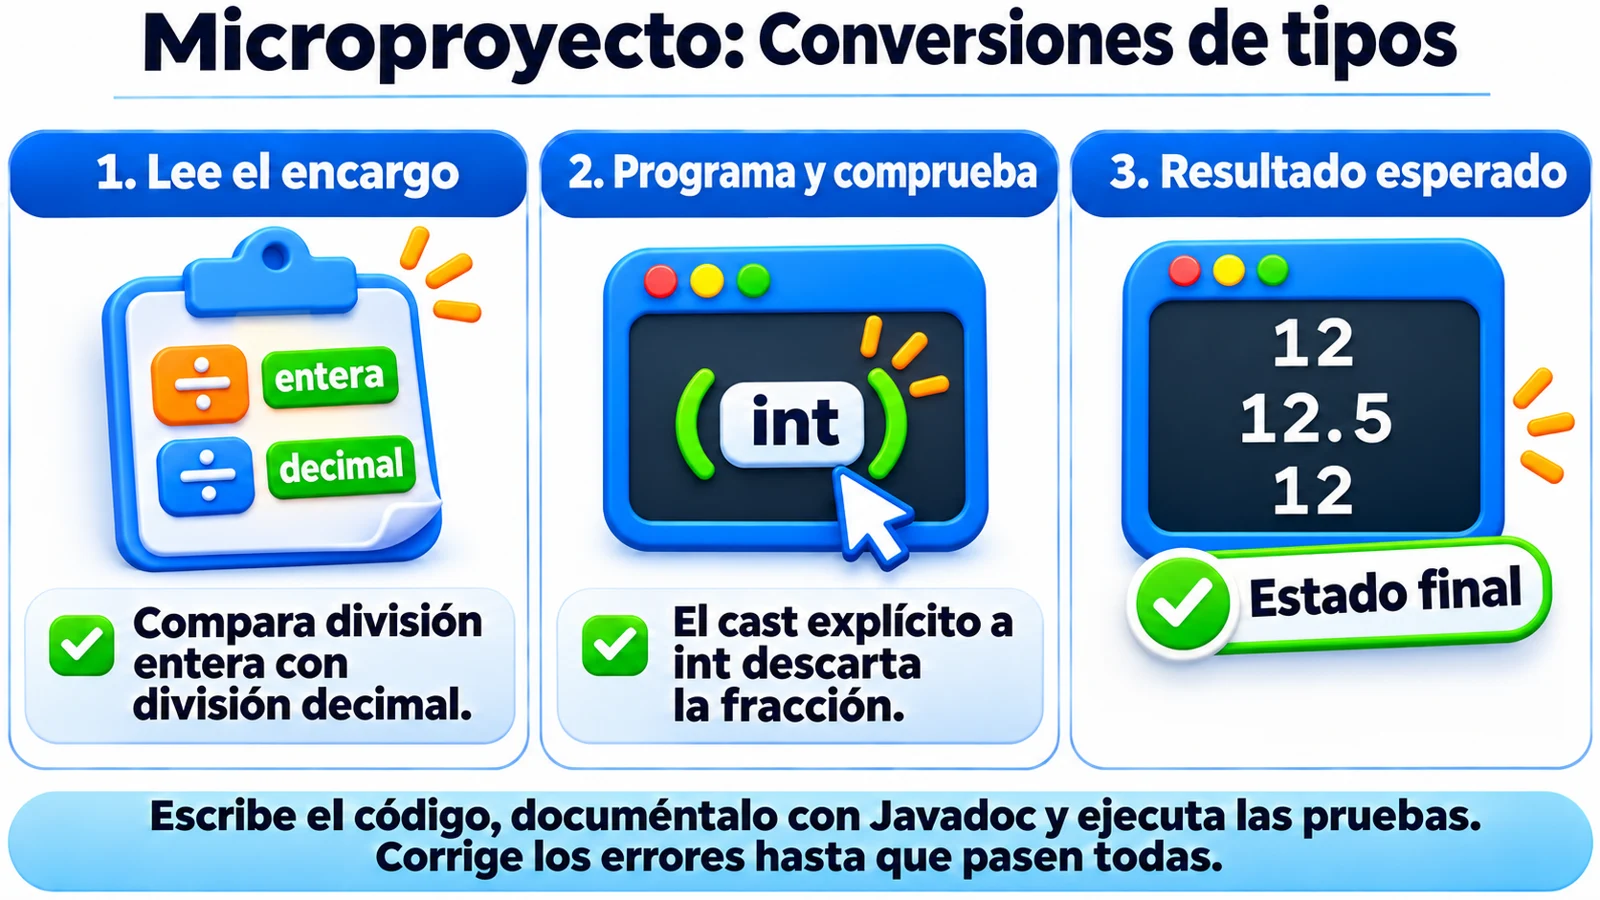 Microproyecto: Conversiones de tipos
1. Lee el encargo
÷ entera
÷ decimal
Compara división
entera con
división decimal.
2. Programa y comprueba
(int)
El cast explícito a
int descarta
la fracción.
3. Resultado esperado
12
12.5
12
Estado final
Escribe el código, documéntalo con Javadoc y ejecuta las pruebas.
Corrige los errores hasta que pasen todas.